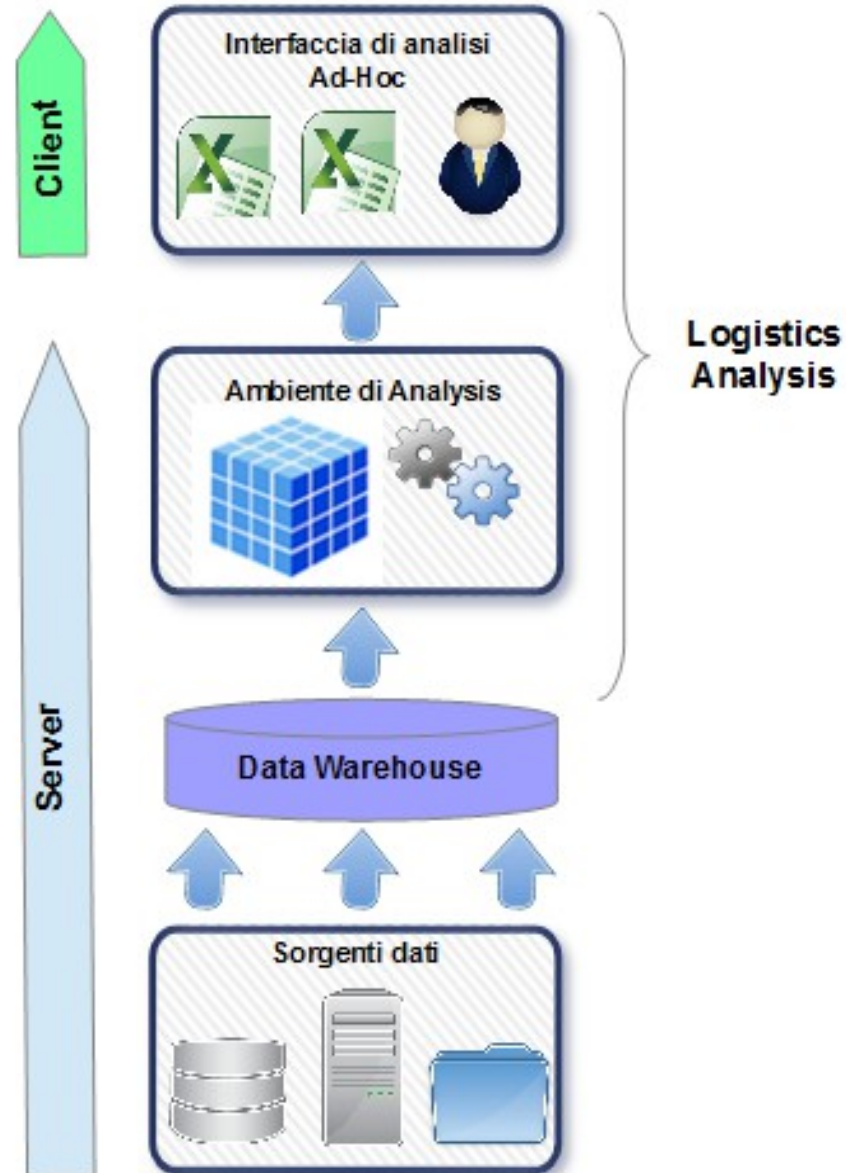 Client
Interfaccia di analisi
Ad-Hoc
Logistics
Analysis
Ambiente di Analysis
Server
Data Warehouse
Sorgenti dati